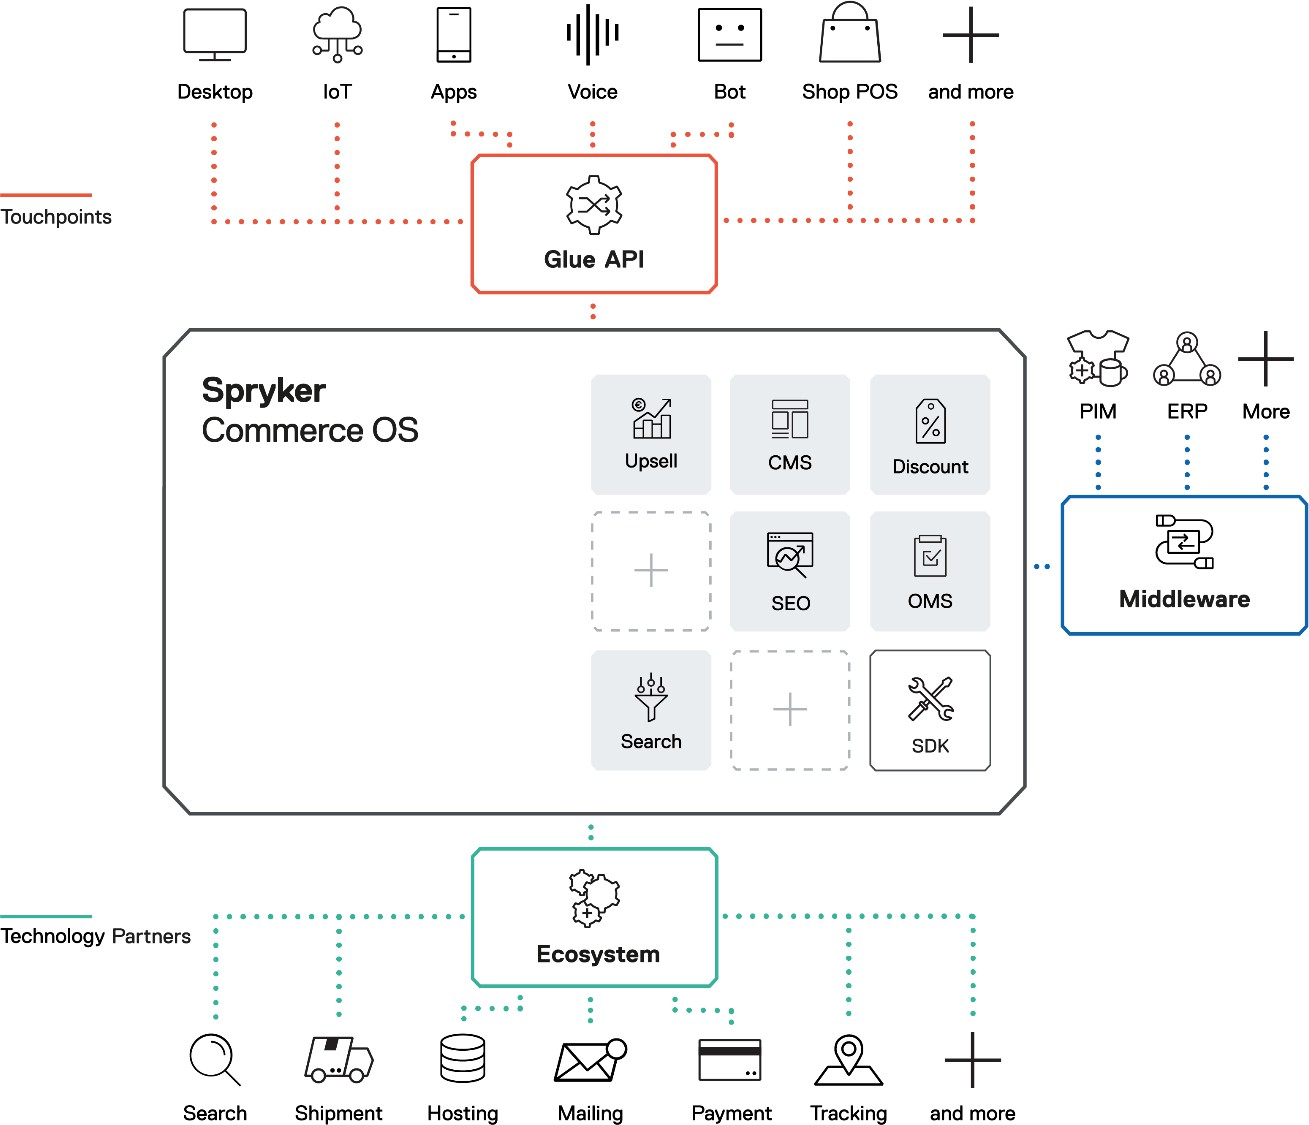 Desktop
IoT
Apps
Voice
Bot
Shop POS
and more
Touchpoints
Glue API
Spryker
Commerce OS
Upsell
CMS
Discount
SEO
OMS
Search
SDK
PIM
ERP
More
Middleware
Technology Partners
Ecosystem
Search
Shipment
Hosting
Mailing
Payment
Tracking
and more